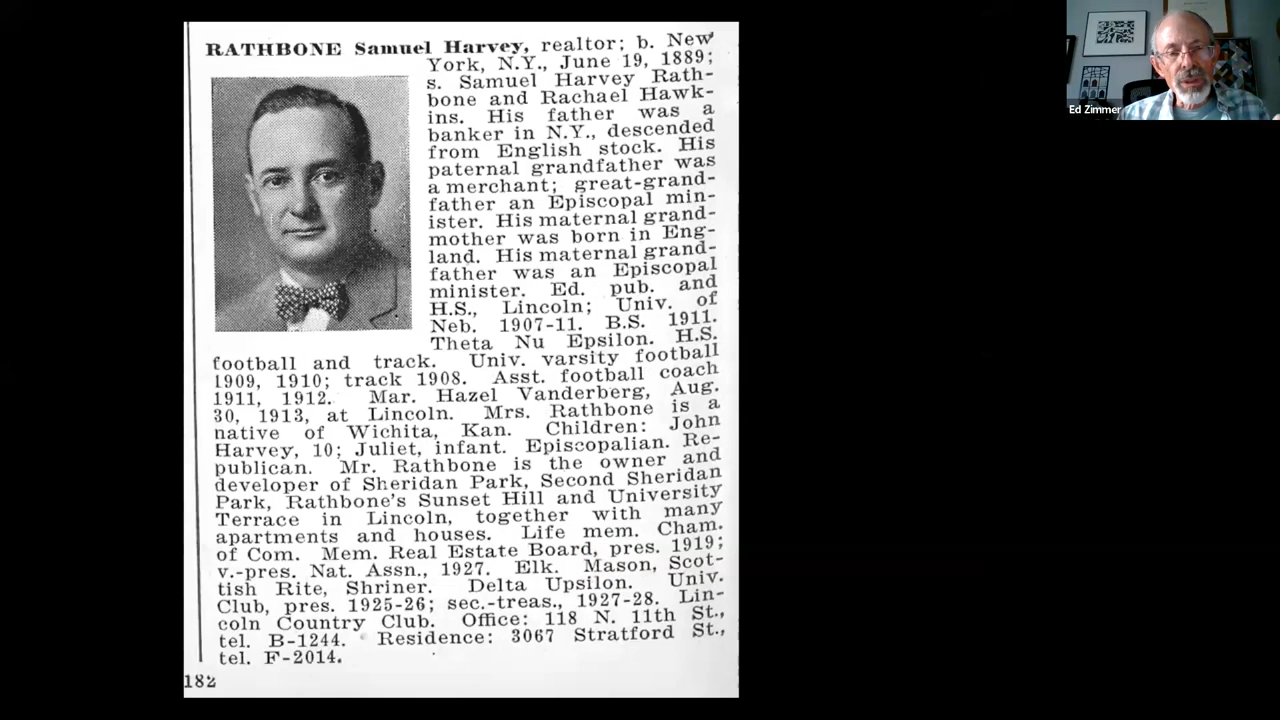 RATHBONE Samuel Harvey, realtor; b. New
York, N.Y., June 19, 1889;
s. Samuel Harvey Rath-
bone and Rachael Hawk-
ins. His father was a
banker in N.Y., descended
from English stock. His
paternal grandfather was
a merchant; great-grand-
father an Episcopal min-
ister. His maternal grand-
mother was born in Eng-
land. His maternal grand-
father was an Episcopal
minister. Ed. pub. and
H.S., Lincoln; Univ. of
Neb. 1907-11. B.S. 1911.
Theta Nu Epsilon. H.S.
football and track. Univ. varsity football
1909, 1910; track 1908. Asst. football coach
1911, 1912. Mar. Hazel Vanderberg, Aug.
30, 1913, at Lincoln. Mrs. Rathbone is a
native of Wichita, Kan. Children: John
Harvey, 10; Juliet, infant. Episcopalian. Re-
publican. Mr. Rathbone is the owner and
developer of Sheridan Park, Second Sheridan
Park, Rathbone's Sunset Hill and University
Terrace in Lincoln, together with many
apartments and houses. Life mem. Cham.
of Com. Mem. Real Estate Board, pres. 1919;
v.-pres. Nat. Assn., 1927. Elk. Mason, Scot-
tish Rite, Shriner. Delta Upsilon. Univ.
Club, pres. 1925-26; sec.-treas., 1927-28. Lin-
coln Country Club. Office: 118 N. 11th St.,
tel. B-1244. Residence: 3067 Stratford St.,
tel. F-2014.
182
Ed Zimmer